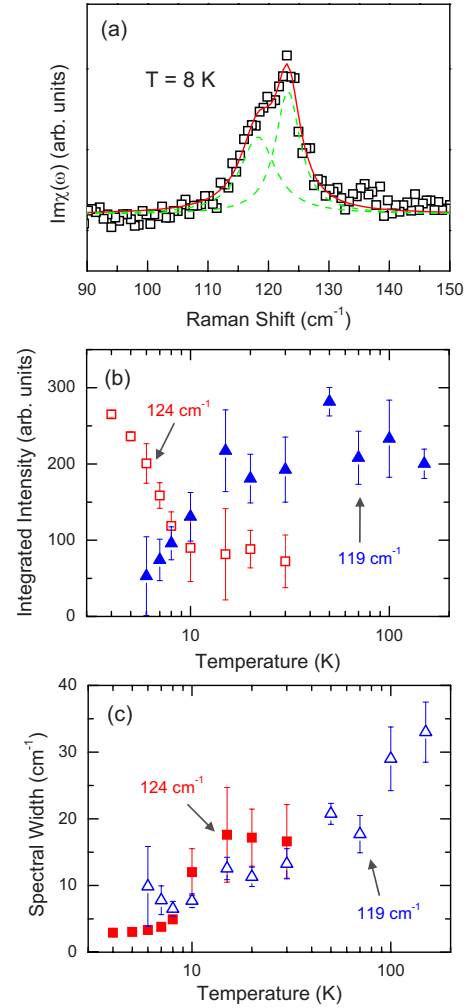 (a)
T = 8 K
Imχ(ω) (arb. units)
90 100 110 120 130 140 150
Raman Shift (cm⁻¹)
(b)
300
200
100
0
124 cm⁻¹
119 cm⁻¹
Integrated Intensity (arb. units)
10 100
Temperature (K)
(c)
40
30
20
10
0
124 cm⁻¹
119 cm⁻¹
Spectral Width (cm⁻¹)
10 100
Temperature (K)